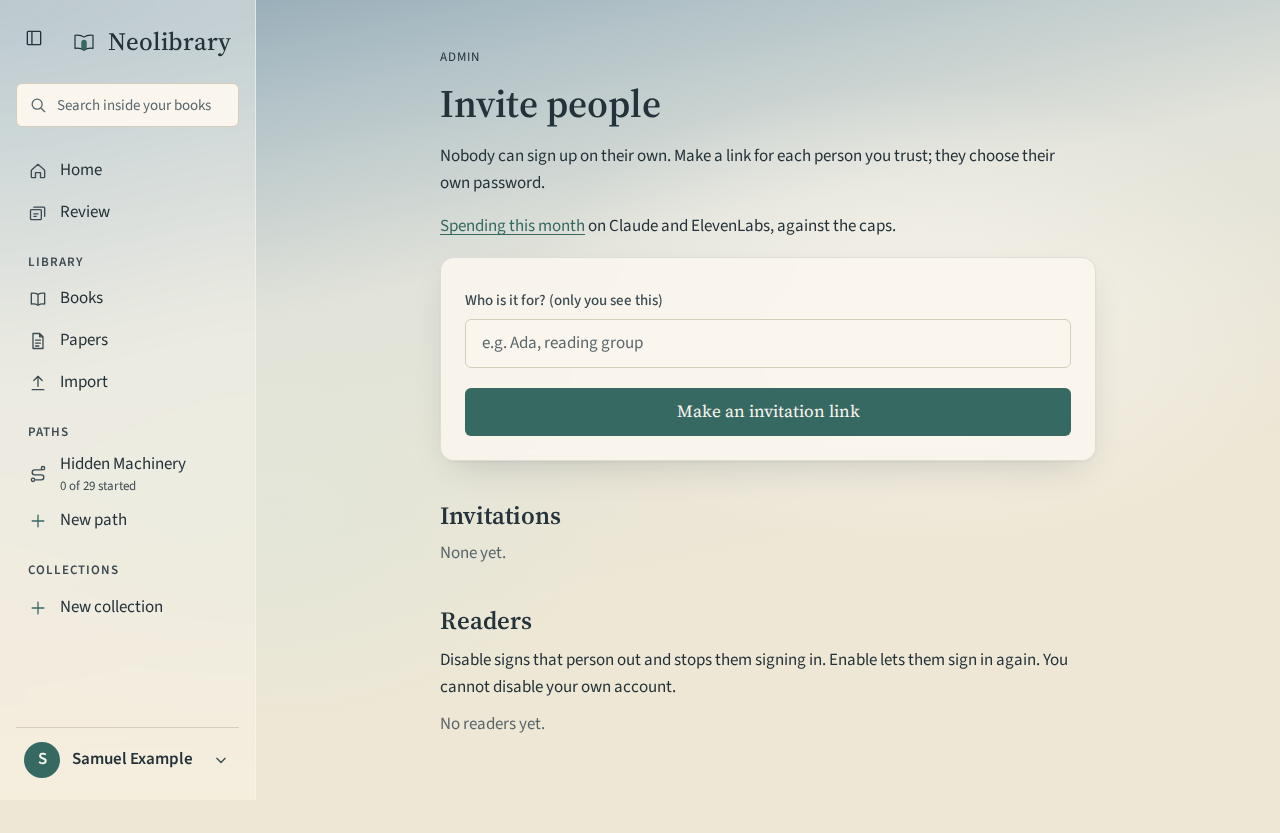 Neolibrary
Search inside your books
Home
Review
LIBRARY
Books
Papers
Import
PATHS
Hidden Machinery
0 of 29 started
New path
COLLECTIONS
New collection
S
Samuel Example
ADMIN
Invite people
Nobody can sign up on their own. Make a link for each person you trust; they choose their
own password.
Spending this month on Claude and ElevenLabs, against the caps.
Who is it for? (only you see this)
e.g. Ada, reading group
Make an invitation link
Invitations
None yet.
Readers
Disable signs that person out and stops them signing in. Enable lets them sign in again. You
cannot disable your own account.
No readers yet.